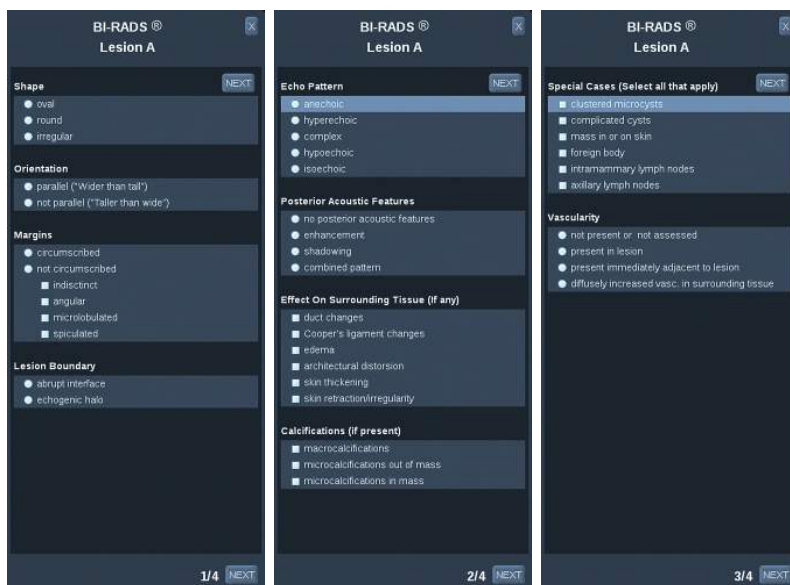 BI-RADS ®
X
Lesion A
NEXT
Shape
oval
round
irregular
Orientation
parallel ("Wider than tall")
not parallel ("Taller than wide")
Margins
circumscribed
not circumscribed
indisctinct
angular
microlobulated
spiculated
Lesion Boundary
abrupt interface
echogenic halo
1/4 NEXT
BI-RADS ®
X
Lesion A
NEXT
Echo Pattern
anechoic
hyperechoic
complex
hypoechoic
isoechoic
Posterior Acoustic Features
no posterior acoustic features
enhancement
shadowing
combined pattern
Effect On Surrounding Tissue (If any)
duct changes
Cooper's ligament changes
edema
architectural distorsion
skin thickening
skin retraction/irregularity
Calcifications (if present)
macrocalcifications
microcalcifications out of mass
microcalcifications in mass
2/4 NEXT
BI-RADS ®
X
Lesion A
Special Cases (Select all that apply) NEXT
clustered microcysts
complicated cysts
mass in or on skin
foreign body
intramammary lymph nodes
axillary lymph nodes
Vascularity
not present or not assessed
present in lesion
present immediately adjacent to lesion
diffusely increased vasc. in surrounding tissue
3/4 NEXT